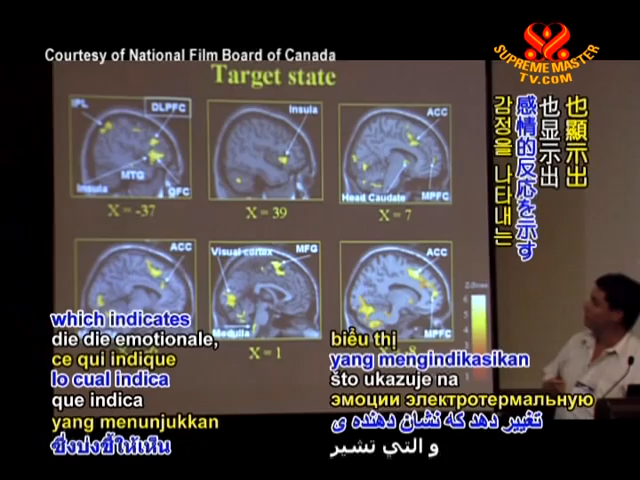 Courtesy of National Film Board of Canada
SUPREME MASTER
TV.COM
Target state
IPL
DLPFC
Insula
MTG
OFC
X = -37
Insula
X = 39
ACC
Head Caudate
MPFC
X = 7
ACC
Visual cortex
MFG
Medulla
X = 1
ACC
MPFC
也顯示出
也显示出
感情的反応を示す
감정을 나타내는
which indicates
die die emotionale,
ce qui indique
lo cual indica
que indica
yang menunjukkan
ซึ่งบ่งชี้ให้เห็น
biểu thị
yang mengindikasikan
što ukazuje na
эмоции электротермальную
تغییر دهد که نشان دهنده ی
و التي تشير